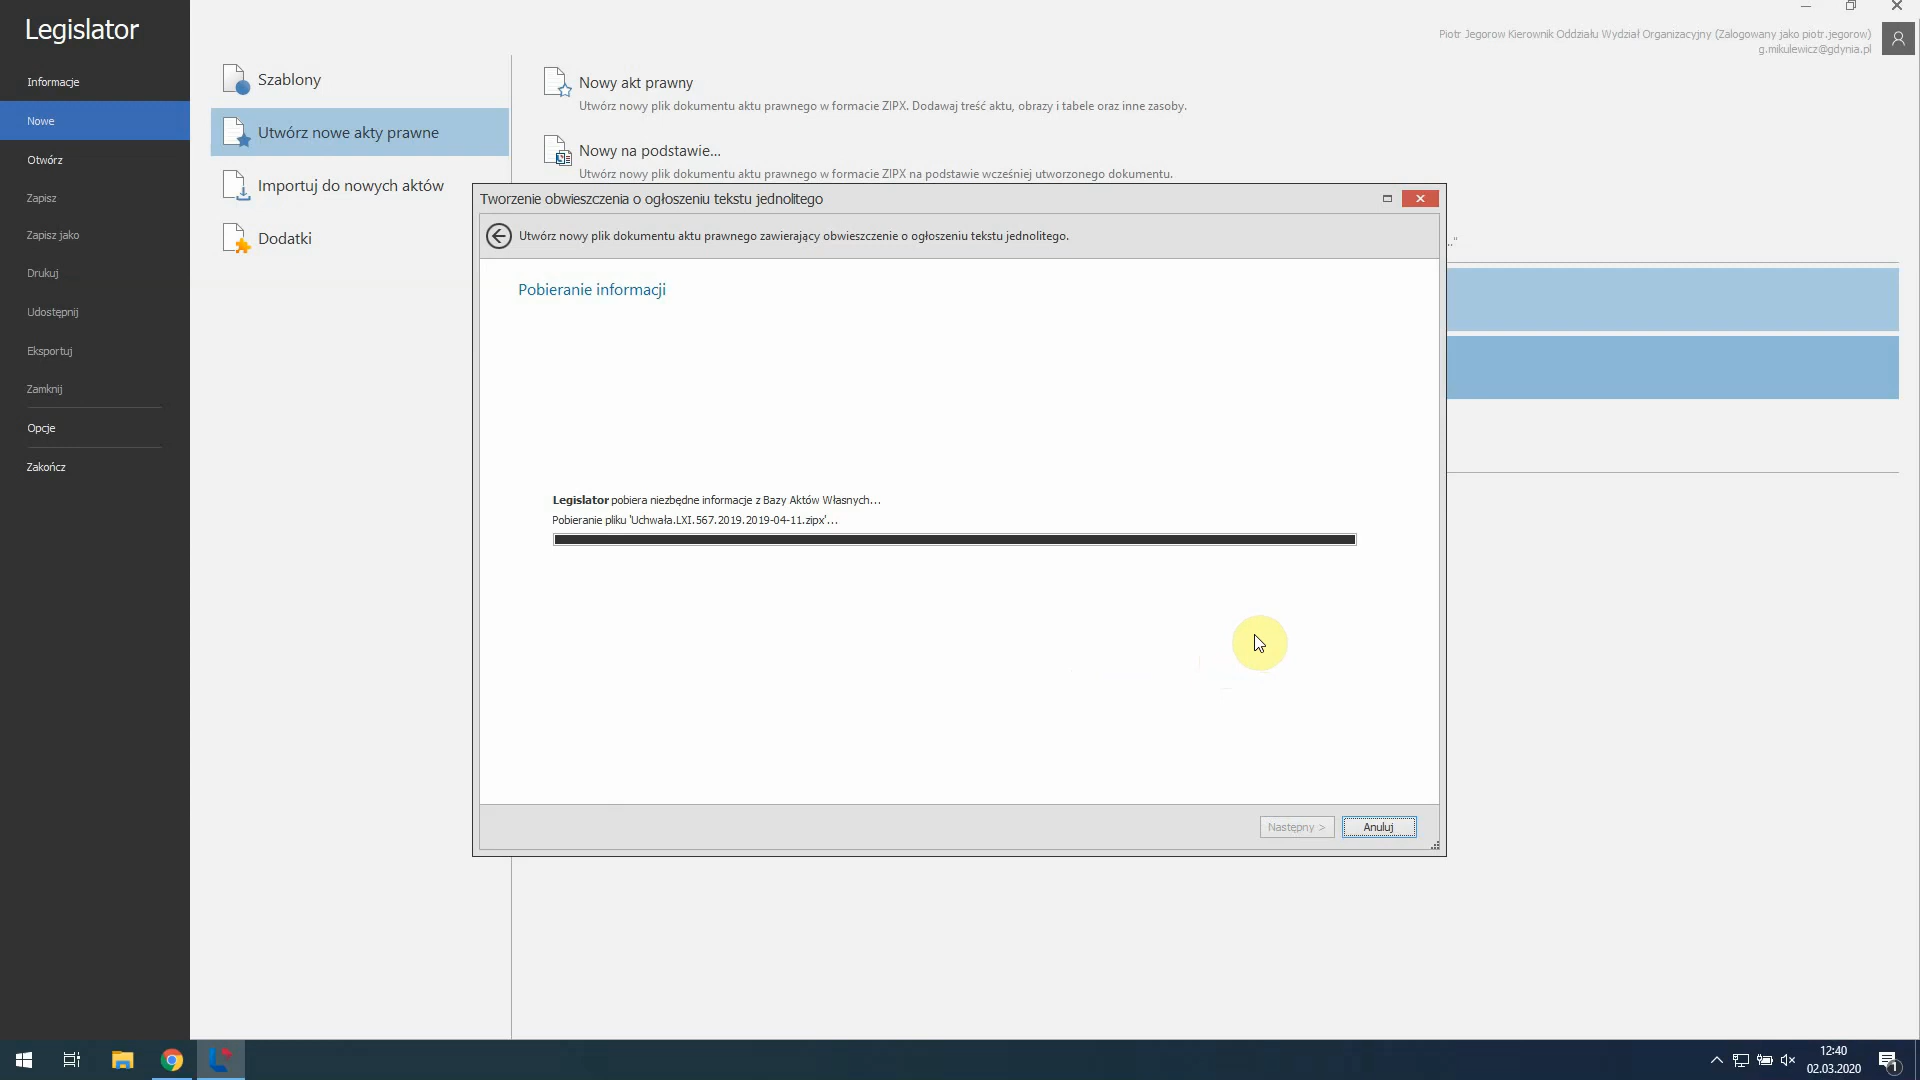 Legislator
Informacje
Nowe
Otwórz
Zapisz
Zapisz jako
Drukuj
Udostępnij
Eksportuj
Zamknij
Opcje
Zakończ
Szablony
Utwórz nowe akty prawne
Importuj do nowych aktów
Dodatki
Piotr Jegorow Kierownik Oddziału Wydział Organizacyjny (Zalogowany jako piotr.jegorow)
g.mikulewicz@gdynia.pl
Nowy akt prawny
Utwórz nowy plik dokumentu aktu prawnego w formacie ZIPX. Dodawaj treść aktu, obrazy i tabele oraz inne zasoby.
Nowy na podstawie...
Utwórz nowy plik dokumentu aktu prawnego w formacie ZIPX na podstawie wcześniej utworzonego dokumentu.
.."
Tworzenie obwieszczenia o ogłoszeniu tekstu jednolitego
Utwórz nowy plik dokumentu aktu prawnego zawierający obwieszczenie o ogłoszeniu tekstu jednolitego.
Pobieranie informacji
Legislator pobiera niezbędne informacje z Bazy Aktów Własnych...
Pobieranie pliku 'Uchwała.LXI.567.2019.2019-04-11.zipx'...
Następny >
Anuluj
12:40
02.03.2020
1